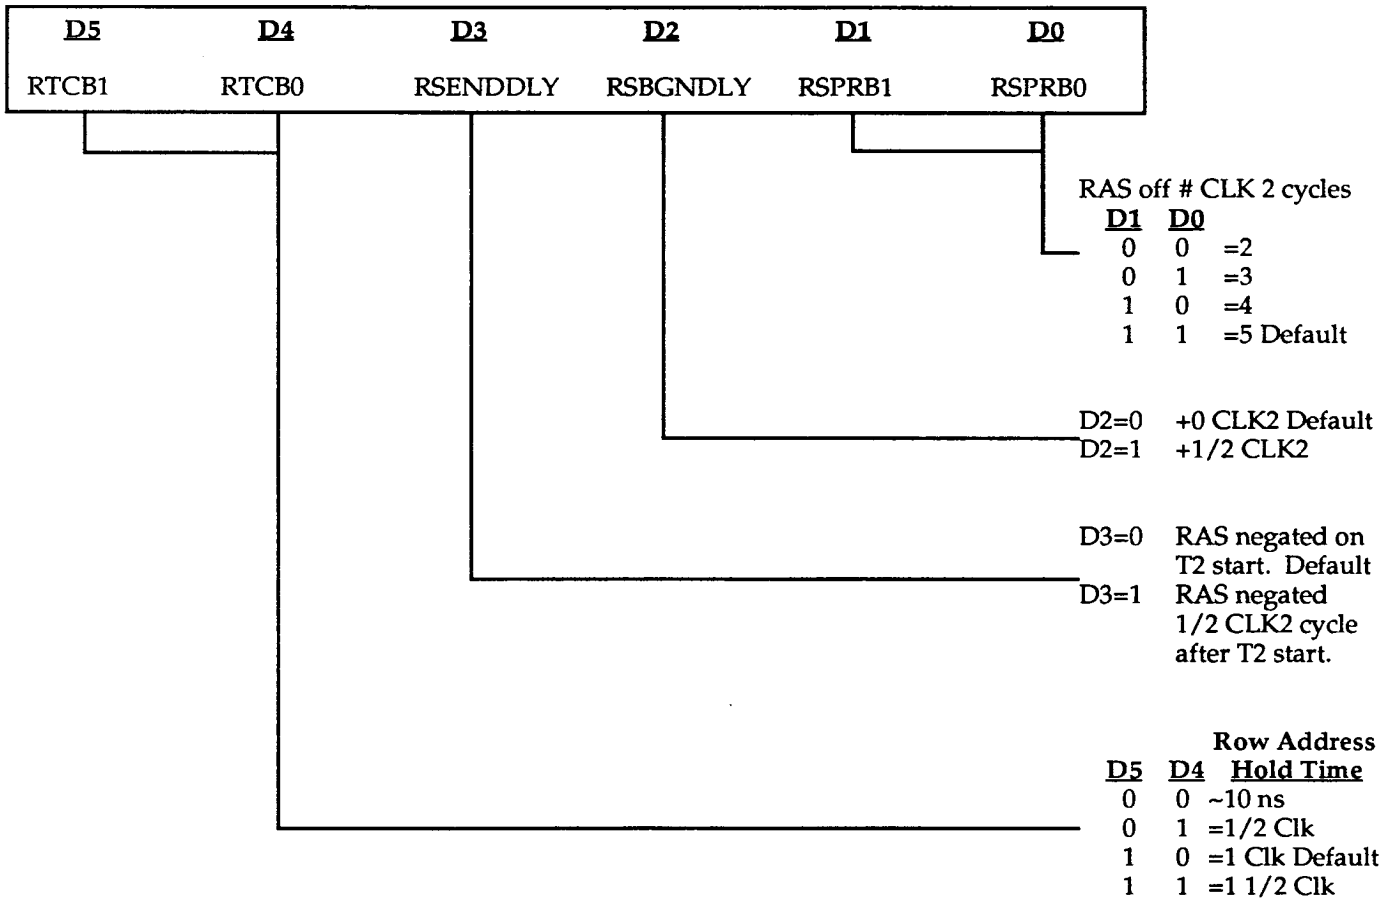 D5 D4 D3 D2 D1 D0
RTCB1 RTCB0 RSENDDLY RSBGNDLY RSPRB1 RSPRB0
RAS off # CLK 2 cycles
D1 D0
0 0 =2
0 1 =3
1 0 =4
1 1 =5 Default
D2=0 +0 CLK2 Default
D2=1 +1/2 CLK2
D3=0 RAS negated on
T2 start. Default
D3=1 RAS negated
1/2 CLK2 cycle
after T2 start.
Row Address
D5 D4 Hold Time
0 0 ~10 ns
0 1 =1/2 Clk
1 0 =1 Clk Default
1 1 =1 1/2 Clk